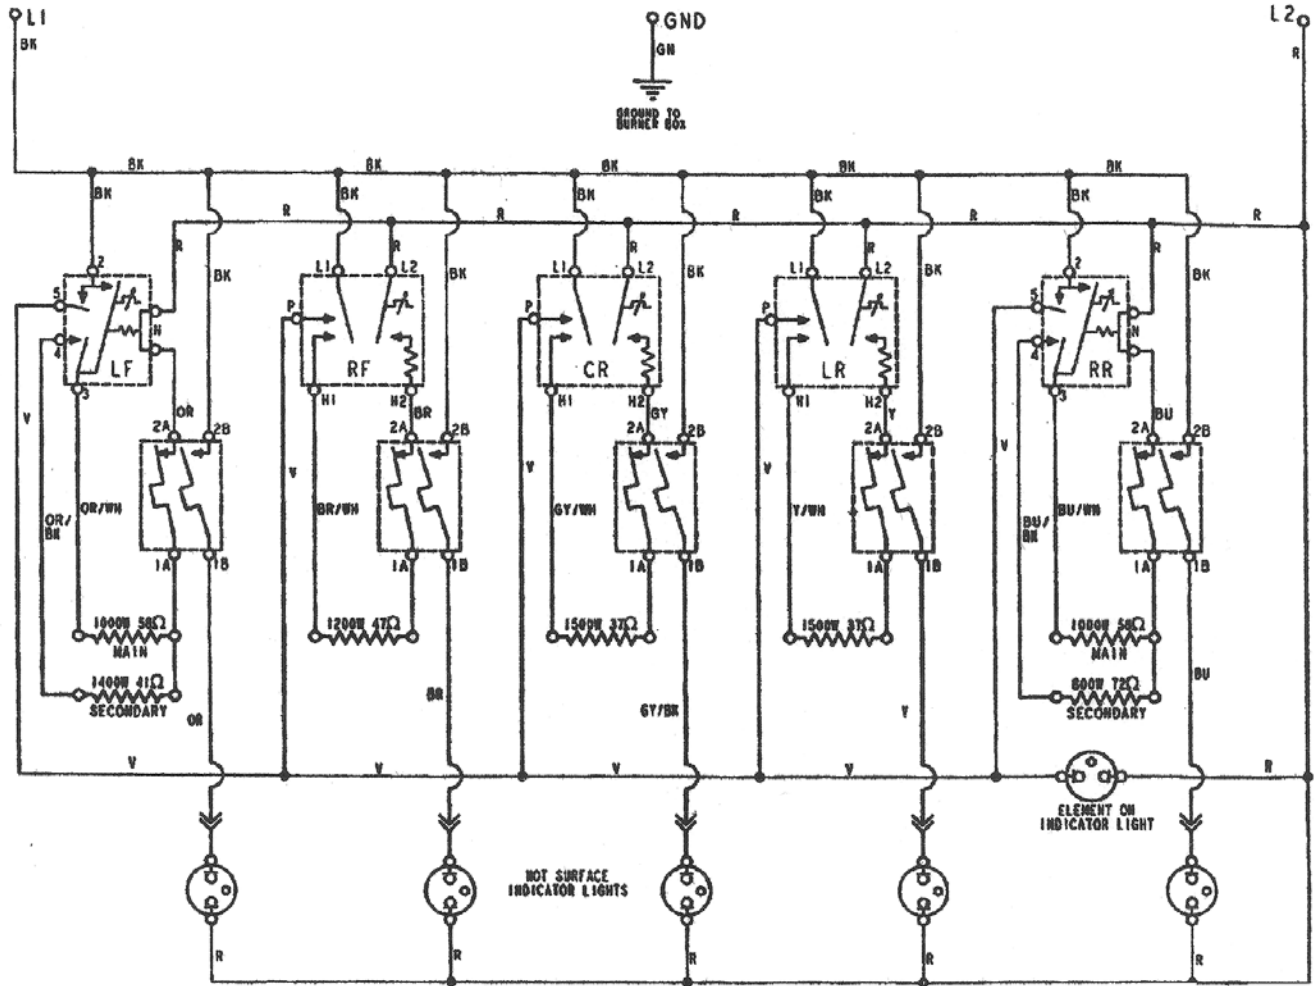 L1
GND
L2
BK
GN
R
GROUND TO
BURNER BOX
BK
BK
BK
BK
BK
BK
BK
BK
BK
BK
R
R
R
R
R
R
R
R
R
R
R
2
L1
L2
L1
L2
L1
L2
2
BK
BK
BK
BK
BK
5
P
P
P
5
N
N
4
4
LF
RF
CR
LR
RR
3
H1
H2
H1
H2
H1
H2
3
V
OR
BR
GY
Y
BU
2A
2B
2A
2B
2A
2B
2A
2B
2A
2B
V
V
V
V
OR/
BK
OR/WH
BR/WH
GY/WH
Y/WH
BU/
BK
BU/WH
1A
1B
1A
1B
1A
1B
1A
1B
1A
1B
1000W 58Ω
MAIN
1200W 47Ω
1500W 37Ω
1500W 37Ω
1000W 58Ω
MAIN
1400W 41Ω
SECONDARY
800W 72Ω
SECONDARY
OR
BR
GY/BK
Y
BU
V
V
V
V
R
ELEMENT ON
INDICATOR LIGHT
HOT SURFACE
INDICATOR LIGHTS
R
R
R
R
R